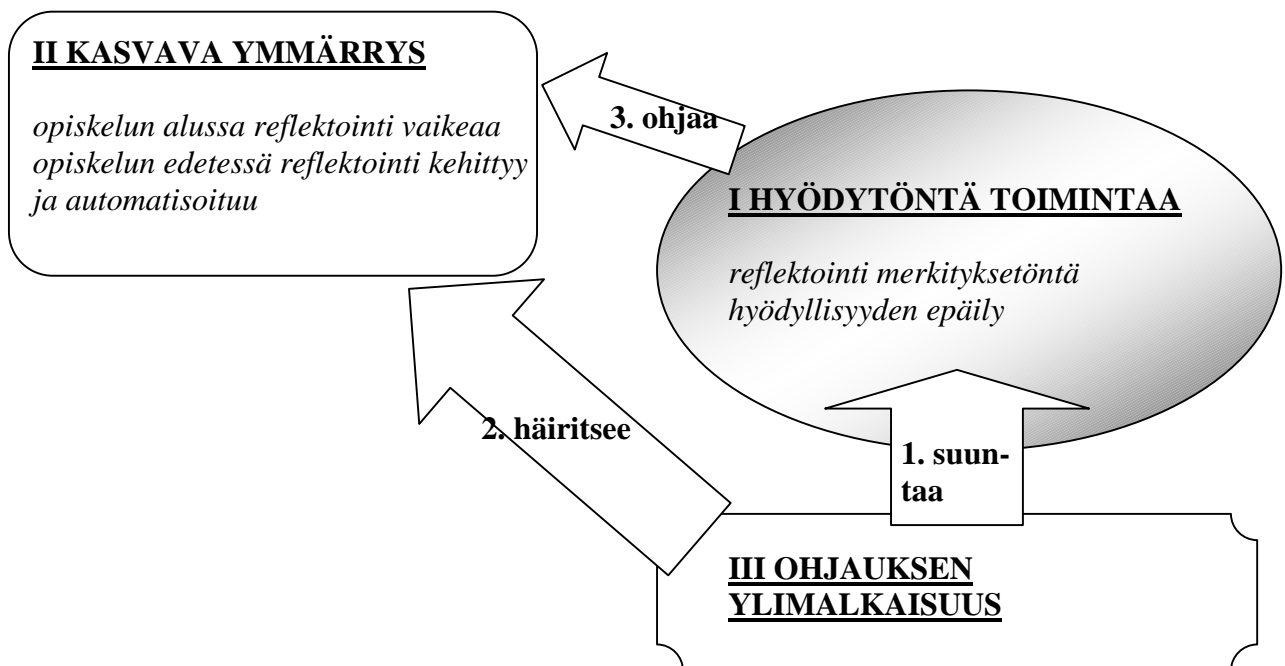 II KASVAVA YMMÄRRYS
opiskelun alussa reflektointi vaikeaa
opiskelun edetessä reflektointi kehittyy
ja automatisoituu
3. ohjaa
I HYÖDYTÖNTÄ TOIMINTAA
reflektointi merkityksetöntä
hyödyllisyyden epäily
2. häiritsee
1. suun-
taa
III OHJAUKSEN
YLIMALKAISUUS